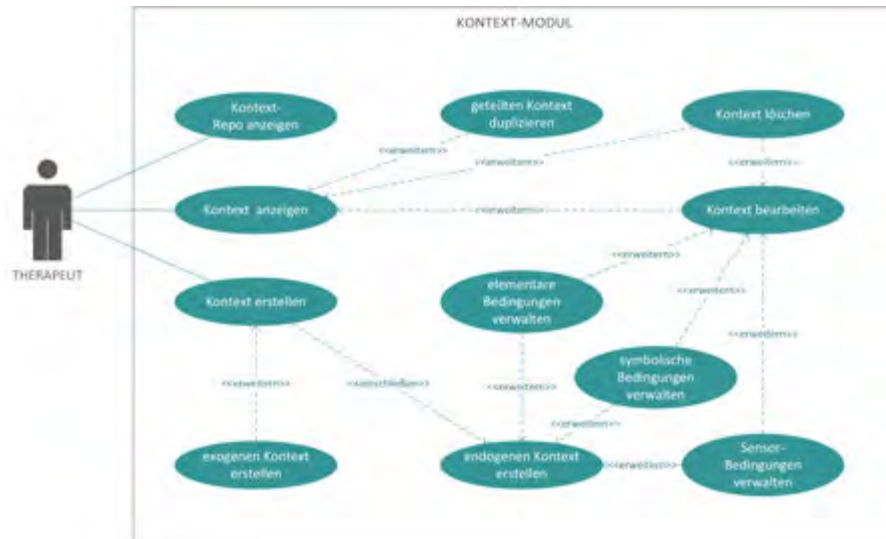 KONTEXT-MODUL
Kontext-
Repo anzeigen
geteilten Kontext
duplizieren
Kontext löschen
<<erweitern>>
<<erweitern>>
<<erweitern>>
Kontext anzeigen
<<erweitern>>
Kontext bearbeiten
THERAPEUT
<<erweitern>>
Kontext erstellen
elementare
Bedingungen
verwalten
<<erweitern>>
<<erweitern>>
symbolische
Bedingungen
verwalten
<<erweitern>>
<<einschließen>>
<<erweitern>>
<<erweitern>>
exogenen Kontext
erstellen
endogenen Kontext
erstellen
<<erweitern>>
Sensor-
Bedingungen
verwalten